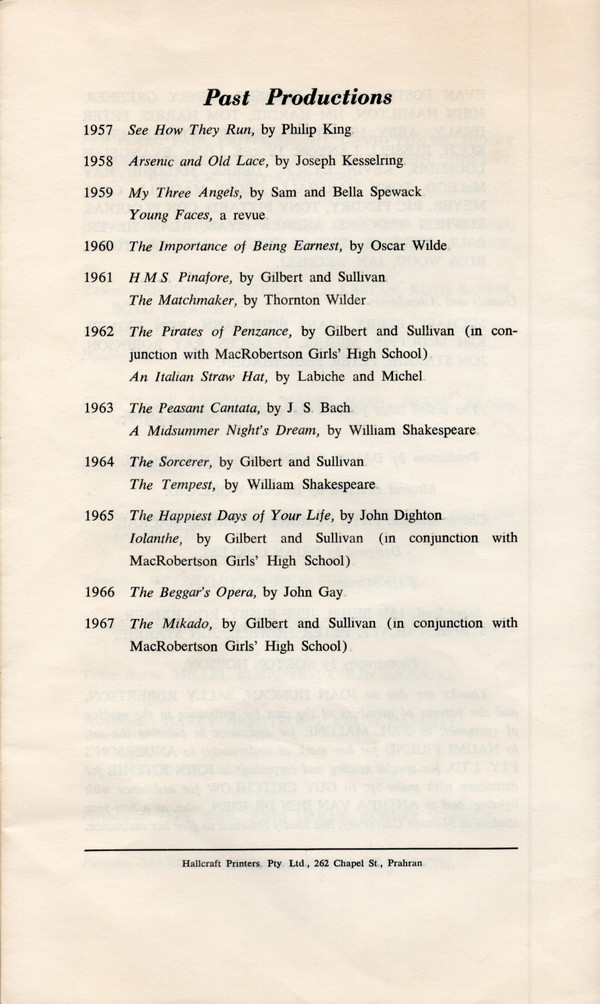 Past Productions
1957 See How They Run, by Philip King.
1958 Arsenic and Old Lace, by Joseph Kesselring.
1959 My Three Angels, by Sam and Bella Spewack
Young Faces, a revue.
1960 The Importance of Being Earnest, by Oscar Wilde.
1961 H M S Pinafore, by Gilbert and Sullivan.
The Matchmaker, by Thornton Wilder.
1962 The Pirates of Penzance, by Gilbert and Sullivan (in con-
junction with MacRobertson Girls' High School).
An Italian Straw Hat, by Labiche and Michel.
1963 The Peasant Cantata, by J. S. Bach.
A Midsummer Night's Dream, by William Shakespeare.
1964 The Sorcerer, by Gilbert and Sullivan.
The Tempest, by William Shakespeare.
1965 The Happiest Days of Your Life, by John Dighton.
Iolanthe, by Gilbert and Sullivan (in conjunction with
MacRobertson Girls' High School).
1966 The Beggar's Opera, by John Gay.
1967 The Mikado, by Gilbert and Sullivan (in conjunction with
MacRobertson Girls' High School).
Hallcraft Printers. Pty. Ltd., 262 Chapel St., Prahran.